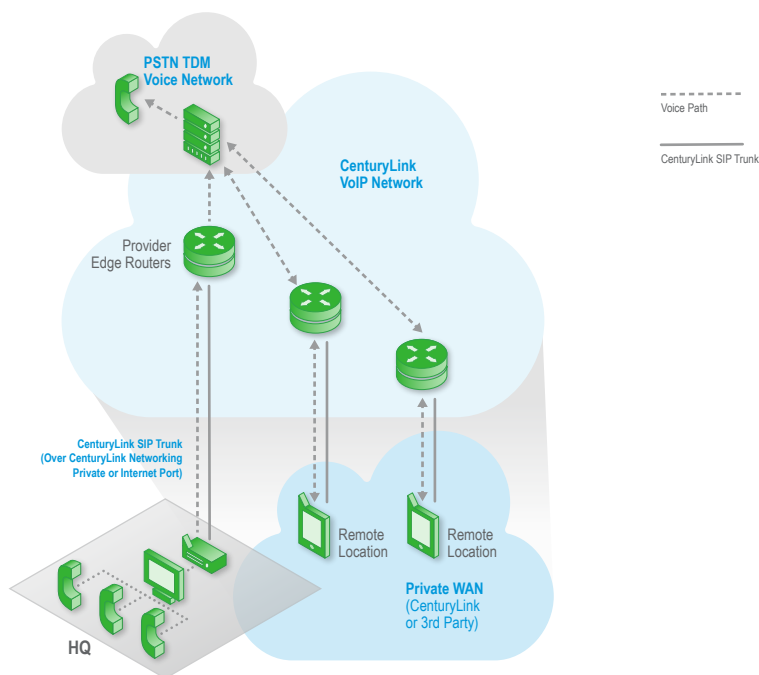 PSTN TDM
Voice Network
CenturyLink
VoIP Network
Voice Path
CenturyLink SIP Trunk
Provider
Edge Routers
CenturyLink SIP Trunk
(Over CenturyLink Networking
Private or Internet Port)
Remote
Location
Remote
Location
Private WAN
(CenturyLink
or 3rd Party)
HQ